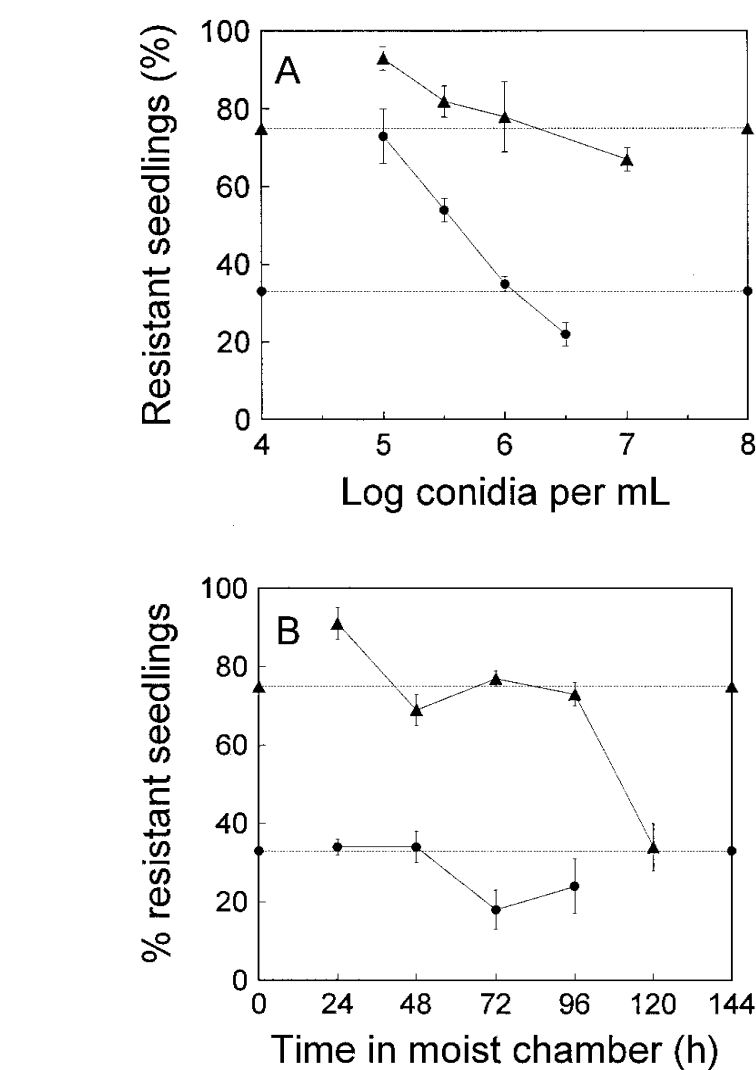 100
80
60
40
20
0
Resistant seedlings (%)
A
4 5 6 7 8
Log conidia per mL
100
80
60
40
20
0
% resistant seedlings
B
0 24 48 72 96 120 144
Time in moist chamber (h)